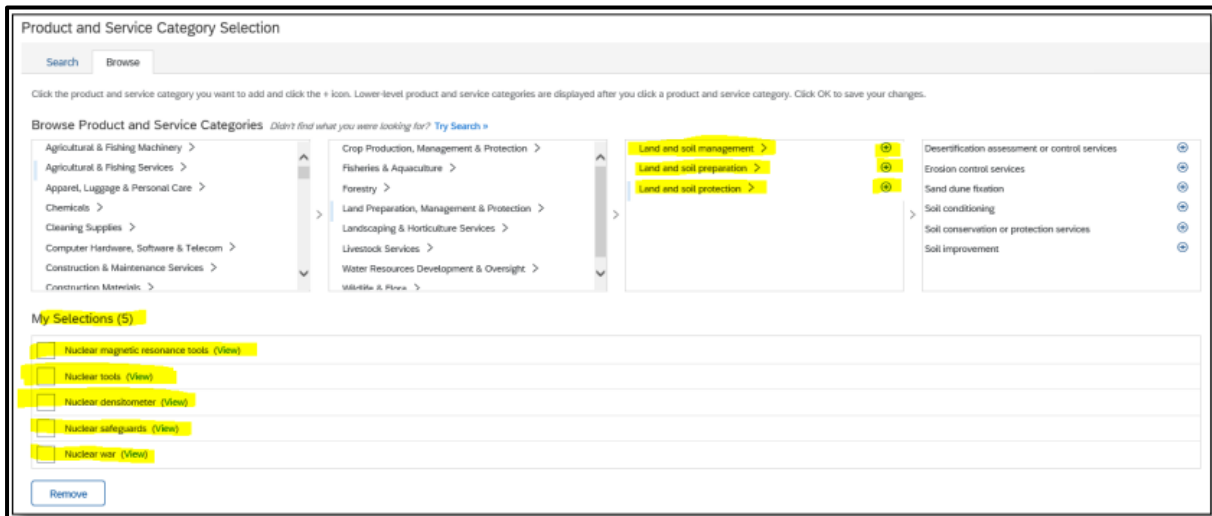 Product and Service Category Selection
Search Browse
Click the product and service category you want to add and click the + icon. Lower-level product and service categories are displayed after you click a product and service category. Click OK to save your changes.
Browse Product and Service Categories Didn't find what you were looking for? Try Search »
Agricultural & Fishing Machinery >
Agricultural & Fishing Services >
Apparel, Luggage & Personal Care >
Chemicals >
Cleaning Supplies >
Computer Hardware, Software & Telecom >
Construction & Maintenance Services >
Construction Materials >
Crop Production, Management & Protection >
Fisheries & Aquaculture >
Forestry >
Land Preparation, Management & Protection >
Landscaping & Horticulture Services >
Livestock Services >
Water Resources Development & Oversight >
Wildlife & Flora >
Land and soil management >
Land and soil preparation >
Land and soil protection >
Desertification assessment or control services
Erosion control services
Sand dune fixation
Soil conditioning
Soil conservation or protection services
Soil improvement
My Selections (5)
Nuclear magnetic resonance tools (View)
Nuclear tools (View)
Nuclear densitometer (View)
Nuclear safeguards (View)
Nuclear war (View)
Remove